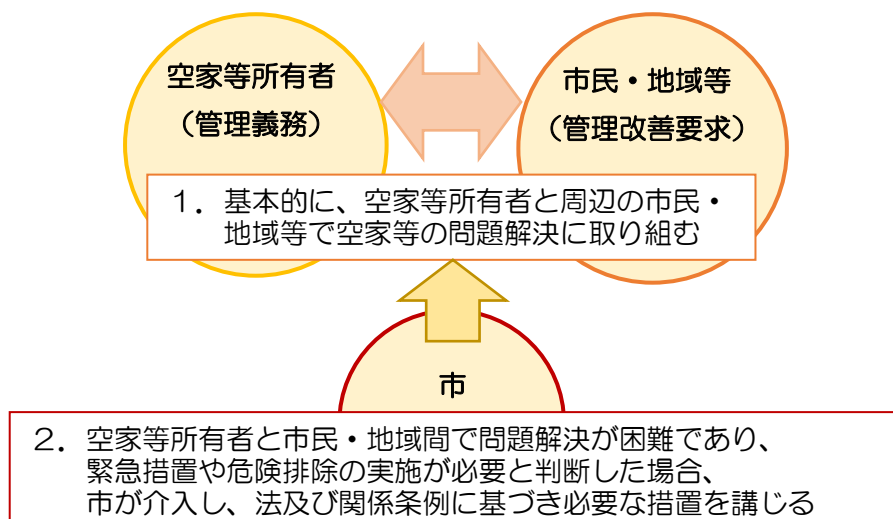 空家等所有者
（管理義務）
市民・地域等
（管理改善要求）
１．基本的に、空家等所有者と周辺の市民・
地域等で空家等の問題解決に取り組む
市
２．空家等所有者と市民・地域間で問題解決が困難であり、
緊急措置や危険排除の実施が必要と判断した場合、
市が介入し、法及び関係条例に基づき必要な措置を講じる